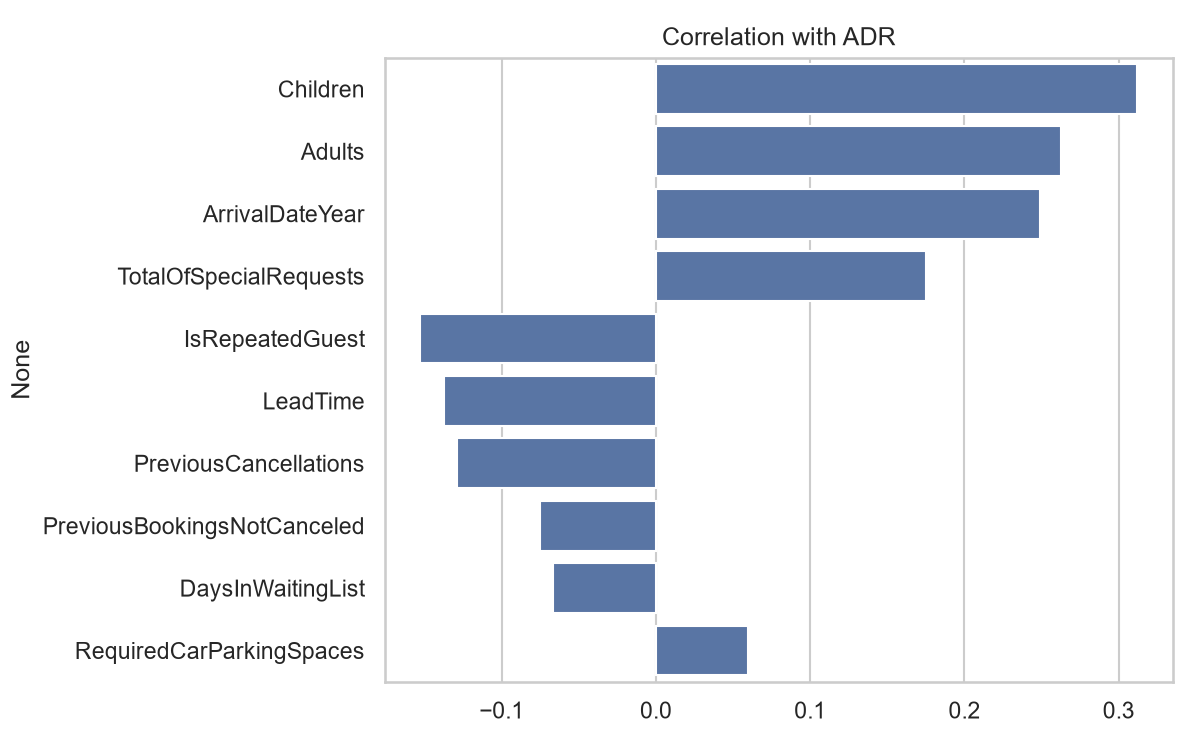 Correlation with ADR
Children
Adults
ArrivalDateYear
TotalOfSpecialRequests
IsRepeatedGuest
LeadTime
PreviousCancellations
PreviousBookingsNotCanceled
DaysInWaitingList
RequiredCarParkingSpaces
None
−0.1 0.0 0.1 0.2 0.3